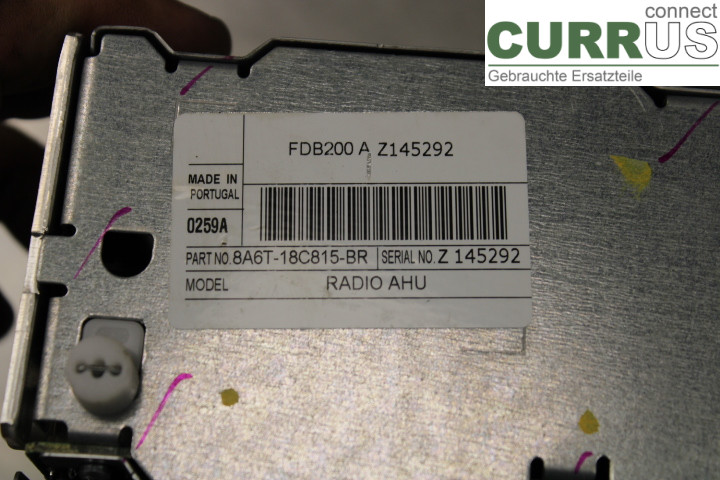 connect
CURRUS
Gebrauchte Ersatzteile
FDB200 A Z145292
MADE IN
PORTUGAL
0259A
PART NO. 8A6T-18C815-BR SERIAL NO. Z 145292
MODEL RADIO AHU